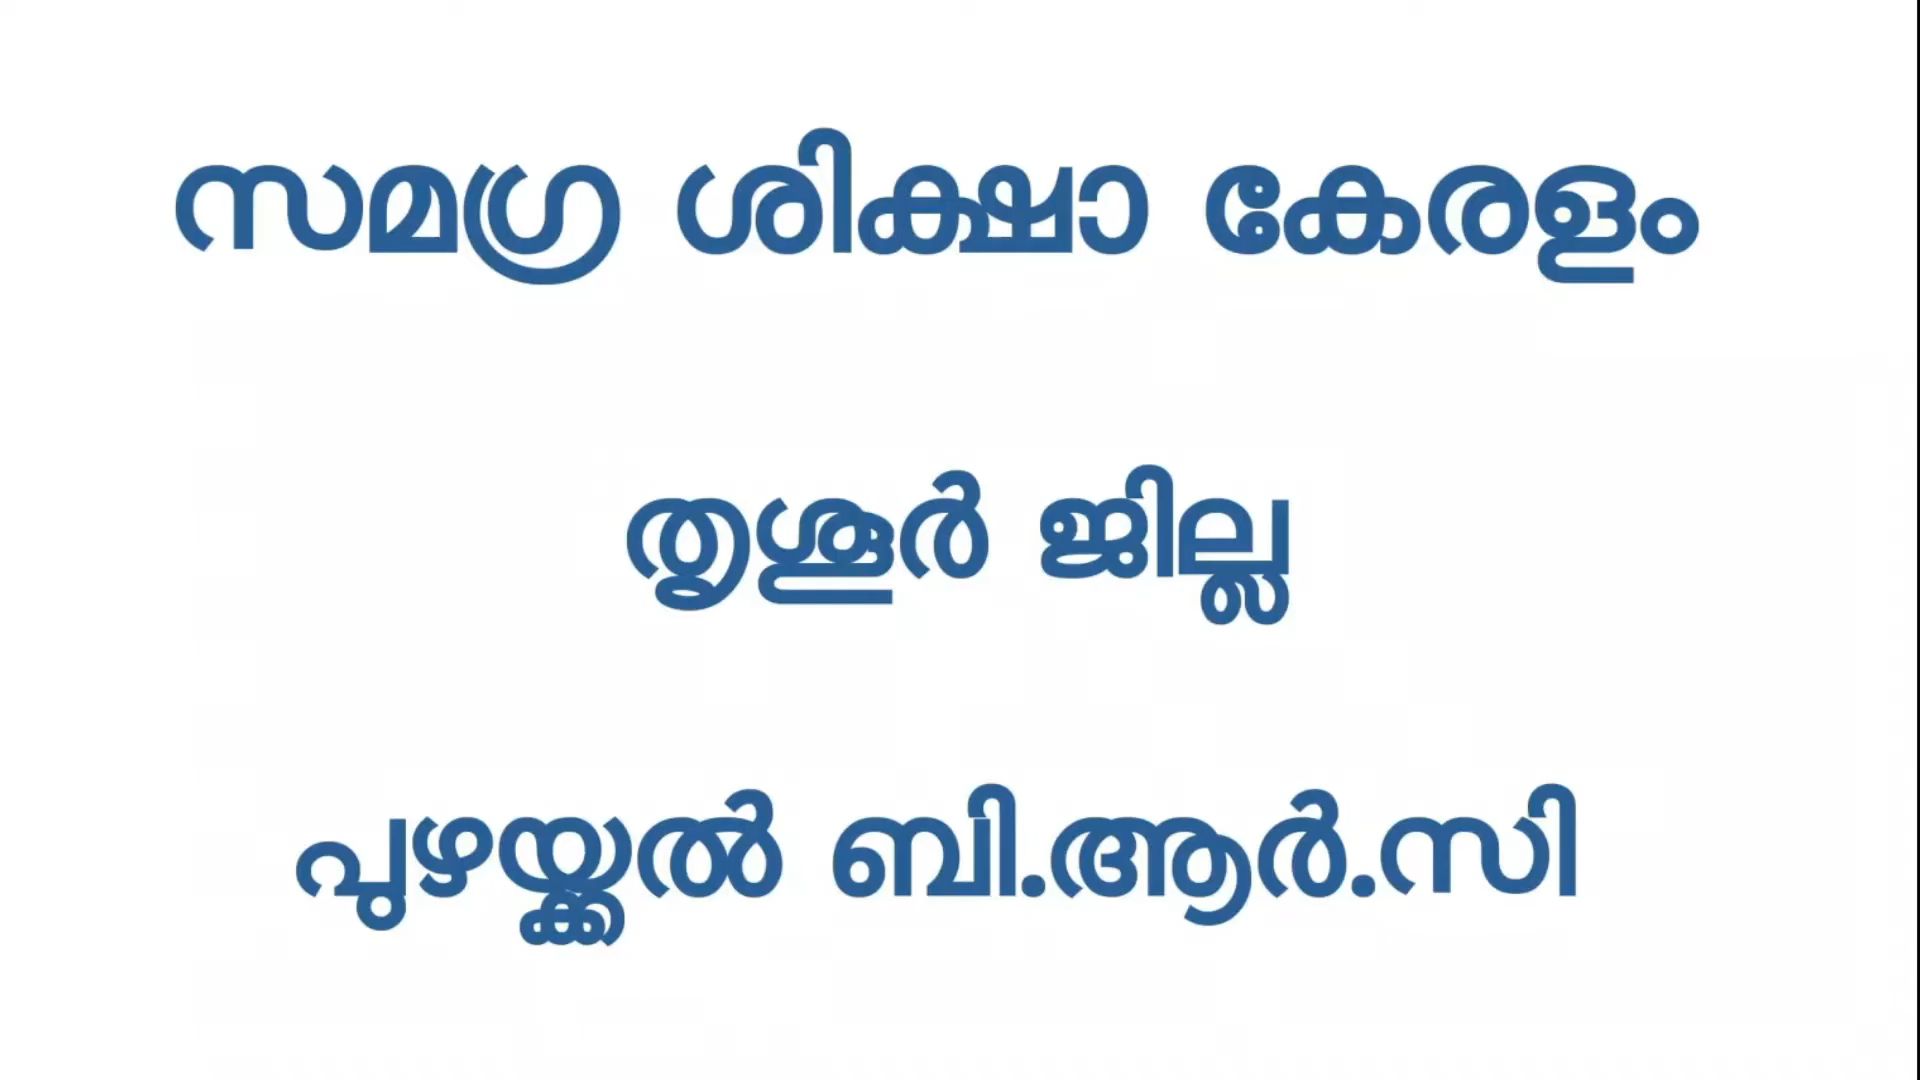 സമഗ്ര ശിക്ഷാ കേരളം
തൃശൂർ ജില്ല
പുഴയ്ക്കൽ ബി.ആർ.സി